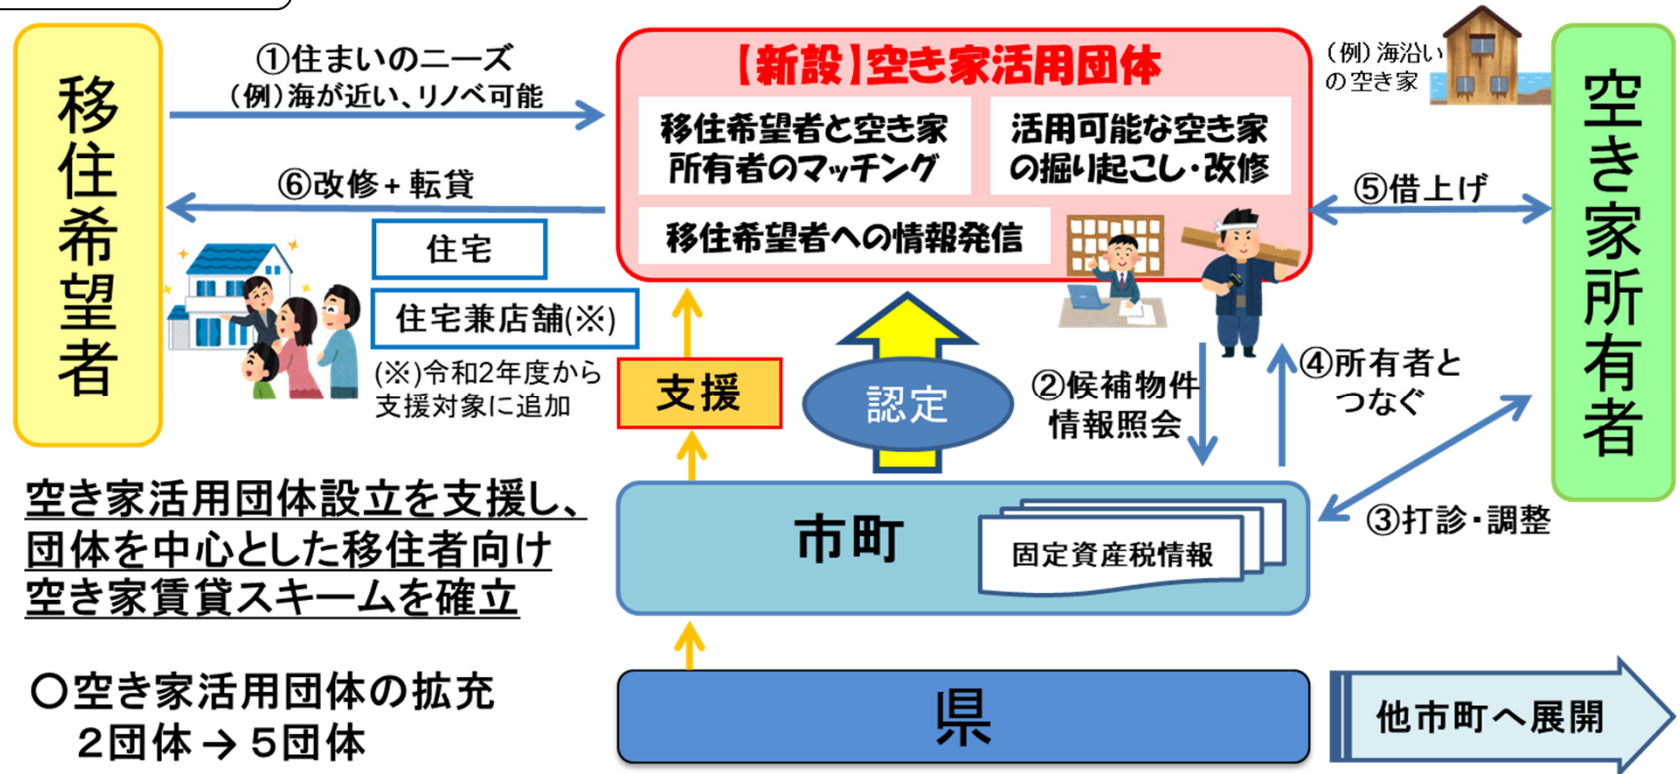 移住希望者
①住まいのニーズ
(例)海が近い、リノベ可能
⑥改修+転貸
住宅
住宅兼店舗(※)
(※)令和2年度から
支援対象に追加
【新設】空き家活用団体
移住希望者と空き家
所有者のマッチング
活用可能な空き家
の掘り起こし・改修
移住希望者への情報発信
(例)海沿い
の空き家
空き家所有者
⑤借上げ
支援
認定
②候補物件
情報照会
④所有者と
つなぐ
③打診・調整
市町
固定資産税情報
空き家活用団体設立を支援し、
団体を中心とした移住者向け
空き家賃貸スキームを確立
〇空き家活用団体の拡充
2団体→5団体
県
他市町へ展開